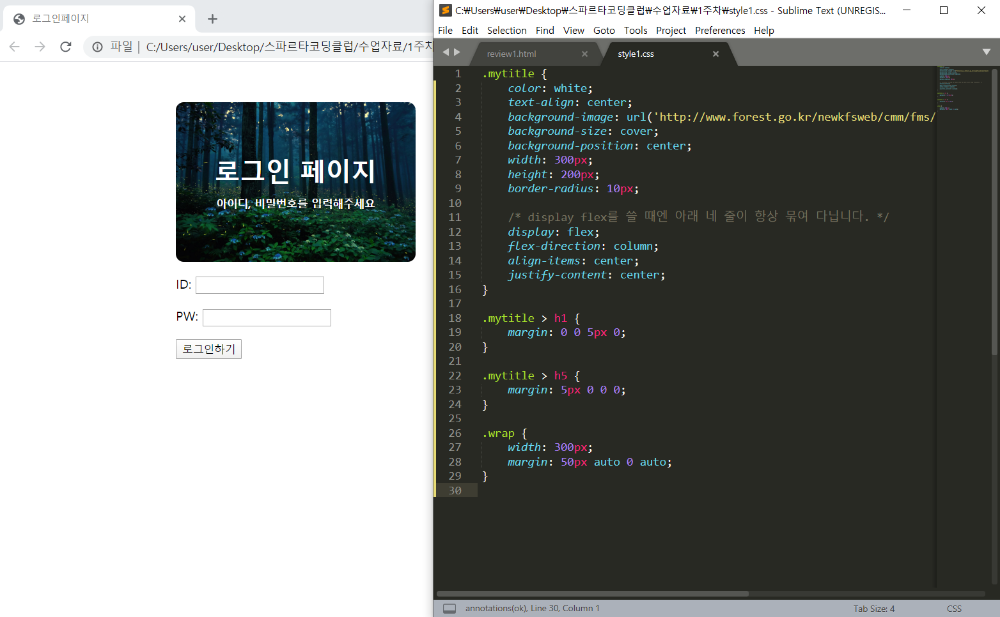 로그인페이지
파일 | C:/Users/user/Desktop/스파르타코딩클럽/수업자료/1주차
로그인 페이지
아이디, 비밀번호를 입력해주세요
ID:
PW:
로그인하기
C:₩Users₩user₩Desktop₩스파르타코딩클럽₩수업자료₩1주차₩style1.css - Sublime Text (UNREGIS...
File Edit Selection Find View Goto Tools Project Preferences Help
review1.html
style1.css
1 .mytitle {
2 color: white;
3 text-align: center;
4 background-image: url('http://www.forest.go.kr/newkfsweb/cmm/fms/
5 background-size: cover;
6 background-position: center;
7 width: 300px;
8 height: 200px;
9 border-radius: 10px;
10
11 /* display flex를 쓸 때엔 아래 네 줄이 항상 묶여 다닙니다. */
12 display: flex;
13 flex-direction: column;
14 align-items: center;
15 justify-content: center;
16 }
17
18 .mytitle > h1 {
19 margin: 0 0 5px 0;
20 }
21
22 .mytitle > h5 {
23 margin: 5px 0 0 0;
24 }
25
26 .wrap {
27 width: 300px;
28 margin: 50px auto 0 auto;
29 }
30
annotations(ok), Line 30, Column 1
Tab Size: 4
CSS